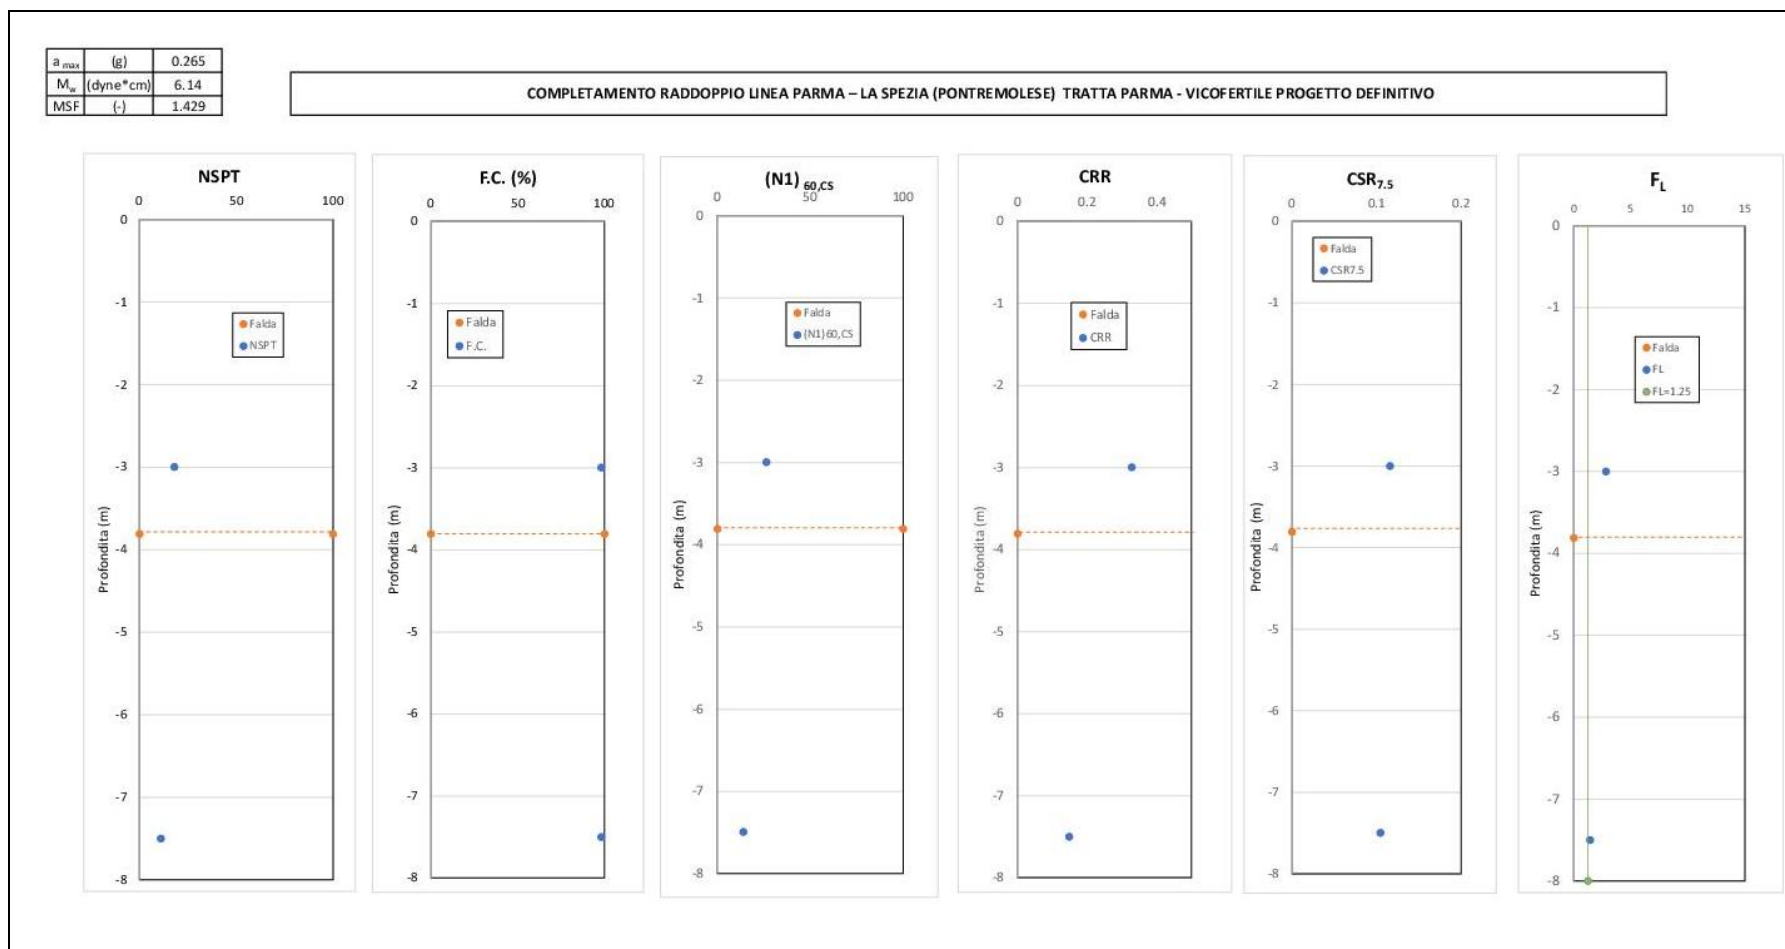 a max (g) 0.265
Mw (dyne*cm) 6.14
MSF (-) 1.429
COMPLETAMENTO RADDOPPIO LINEA PARMA – LA SPEZIA (PONTREMOLESE) TRATTA PARMA - VICOFERTILE PROGETTO DEFINITIVO
NSPT
0 50 100
0
-1
-2
-3
-4
-5
-6
-7
-8
Profondita (m)
Falda
NSPT
F.C. (%)
0 50 100
0
-1
-2
-3
-4
-5
-6
-7
-8
Profondita (m)
Falda
F.C.
(N1) 60,CS
0 50 100
0
-1
-2
-3
-4
-5
-6
-7
-8
Profondita (m)
Falda
(N1)60,CS
CRR
0 0.2 0.4
0
-1
-2
-3
-4
-5
-6
-7
-8
Profondita (m)
Falda
CRR
CSR7.5
0 0.1 0.2
0
-1
-2
-3
-4
-5
-6
-7
-8
Profondita (m)
Falda
CSR7.5
FL
0 5 10 15
0
-1
-2
-3
-4
-5
-6
-7
-8
Profondita (m)
Falda
FL
FL=1.25